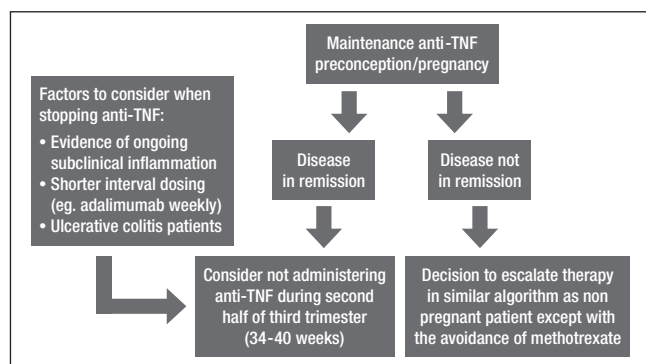 Maintenance anti-TNF
preconception/pregnancy
Factors to consider when
stopping anti-TNF:
• Evidence of ongoing
subclinical inflammation
• Shorter interval dosing
(eg. adalimumab weekly)
• Ulcerative colitis patients
Disease
in remission
Disease not
in remission
Consider not administering
anti-TNF during second
half of third trimester
(34-40 weeks)
Decision to escalate therapy
in similar algorithm as non
pregnant patient except with
the avoidance of methotrexate